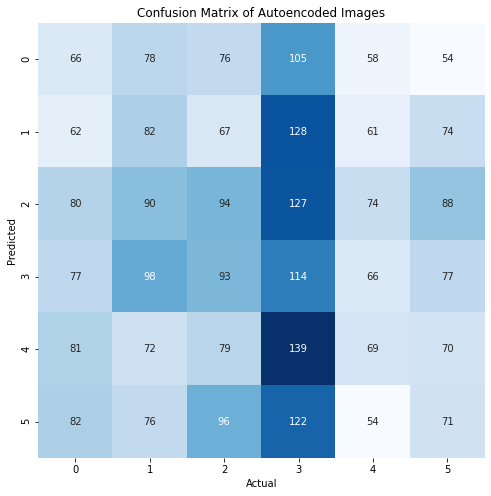 Confusion Matrix of Autoencoded Images
0 66 78 76 105 58 54
1 62 82 67 128 61 74
2 80 90 94 127 74 88
Predicted
3 77 98 93 114 66 77
4 81 72 79 139 69 70
5 82 76 96 122 54 71
0 1 2 3 4 5
Actual